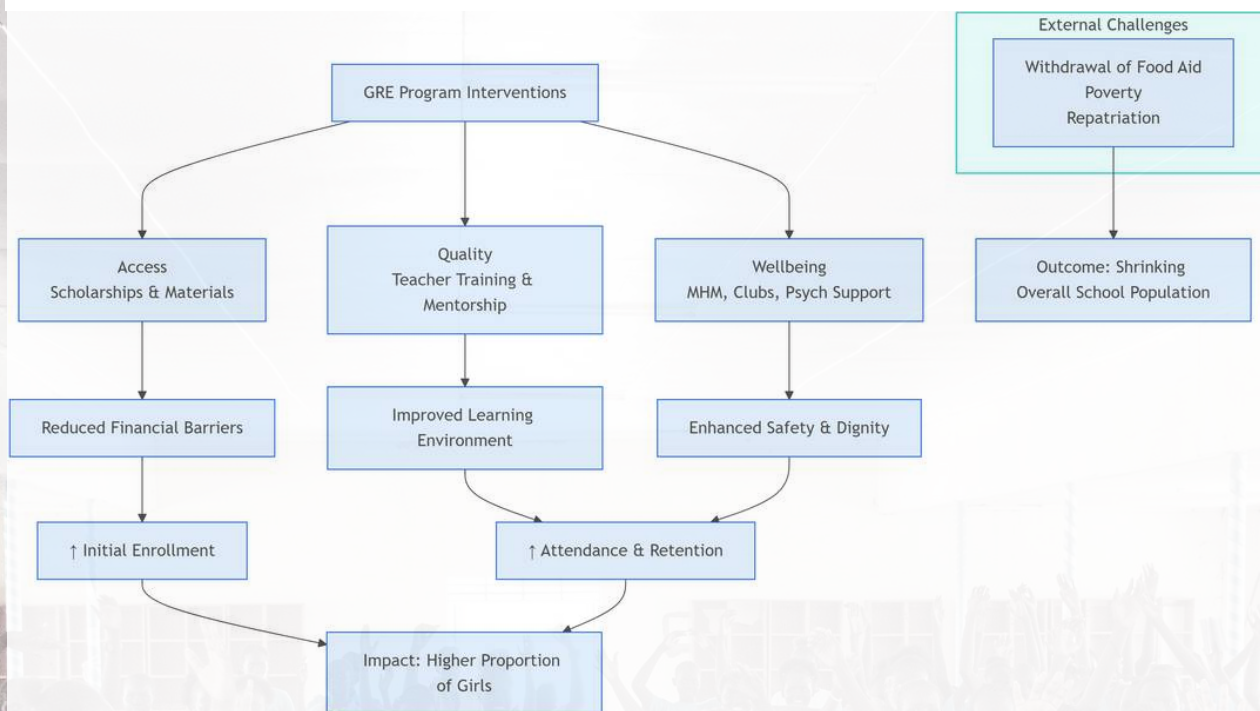 External Challenges
Withdrawal of Food Aid
Poverty
Repatriation
GRE Program Interventions
Access
Scholarships & Materials
Quality
Teacher Training &
Mentorship
Wellbeing
MHM, Clubs, Psych Support
Outcome: Shrinking
Overall School Population
Reduced Financial Barriers
Improved Learning
Environment
Enhanced Safety & Dignity
↑ Initial Enrollment
↑ Attendance & Retention
Impact: Higher Proportion
of Girls